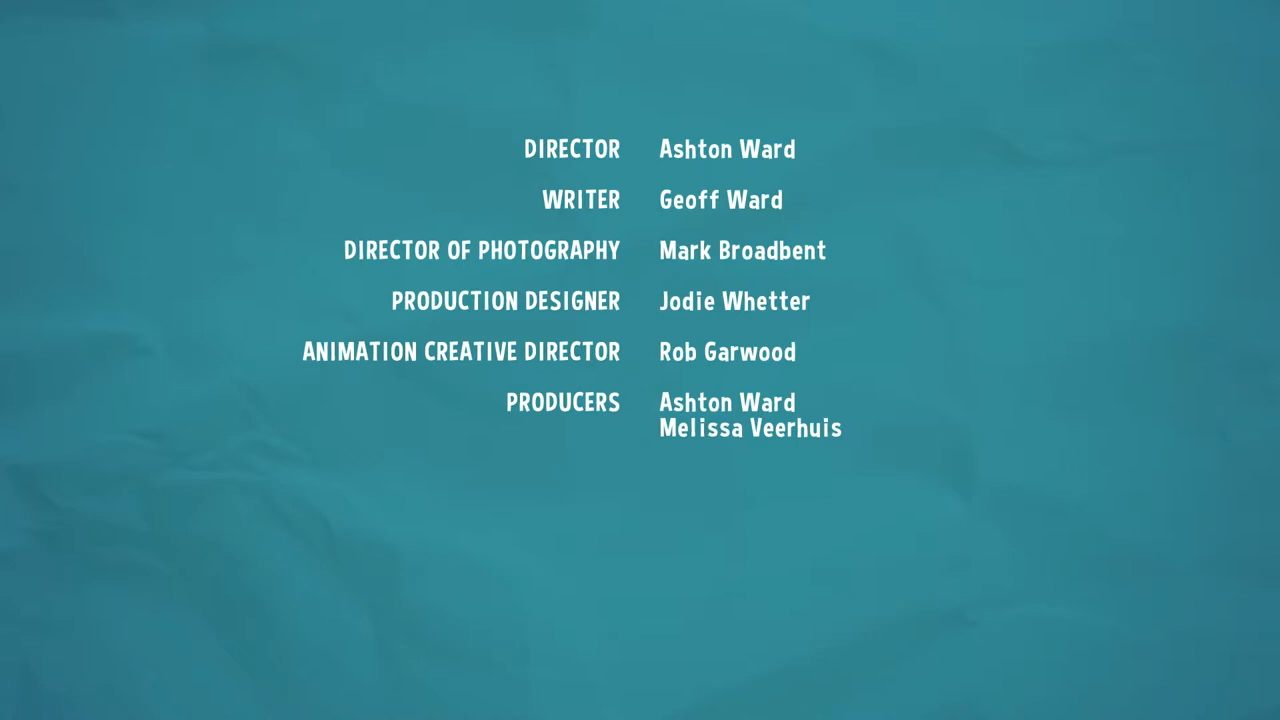 DIRECTOR Ashton Ward
WRITER Geoff Ward
DIRECTOR OF PHOTOGRAPHY Mark Broadbent
PRODUCTION DESIGNER Jodie Whetter
ANIMATION CREATIVE DIRECTOR Rob Garwood
PRODUCERS Ashton Ward
Melissa Veerhuis